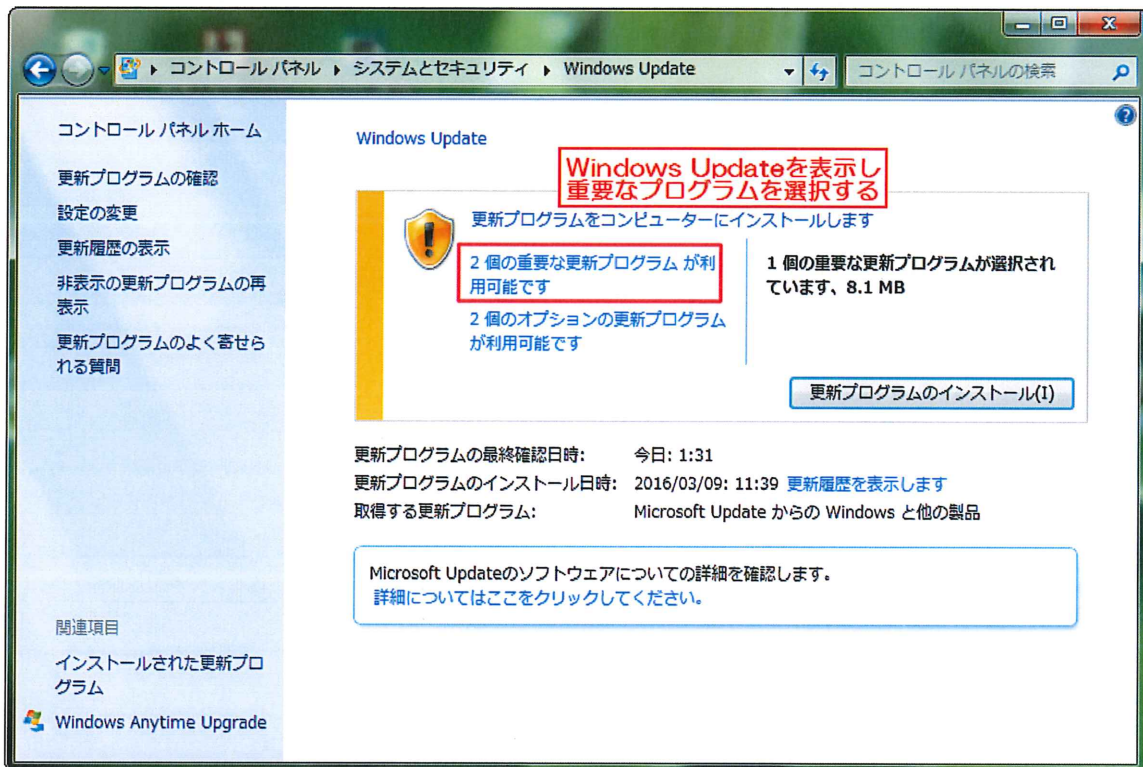 コントロール パネル ▸ システムとセキュリティ ▸ Windows Update
コントロール パネルの検索
コントロール パネル ホーム
更新プログラムの確認
設定の変更
更新履歴の表示
非表示の更新プログラムの再
表示
更新プログラムのよく寄せら
れる質問
関連項目
インストールされた更新プロ
グラム
Windows Anytime Upgrade
Windows Update
Windows Updateを表示し
重要なプログラムを選択する
更新プログラムをコンピューターにインストールします
2 個の重要な更新プログラム が利
用可能です
2 個のオプションの更新プログラム
が利用可能です
1 個の重要な更新プログラムが選択され
ています、8.1 MB
更新プログラムのインストール(I)
更新プログラムの最終確認日時: 今日: 1:31
更新プログラムのインストール日時: 2016/03/09: 11:39 更新履歴を表示します
取得する更新プログラム: Microsoft Update からの Windows と他の製品
Microsoft Updateのソフトウェアについての詳細を確認します。
詳細についてはここをクリックしてください。